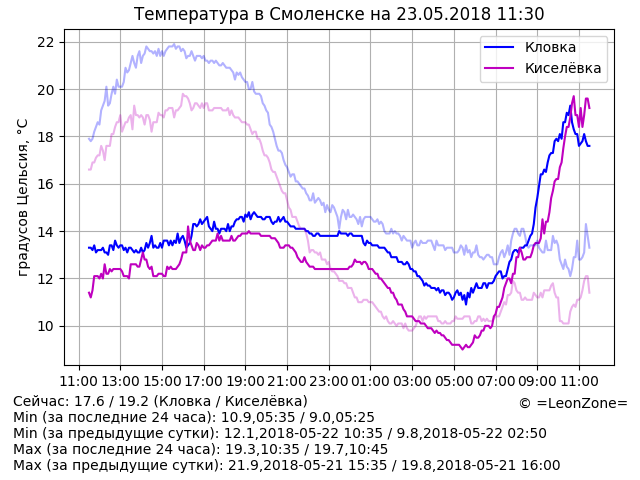 Температура в Смоленске на 23.05.2018 11:30
градусов Цельсия, °C
22
20
18
16
14
12
10
Кловка
Киселёвка
11:00 13:00 15:00 17:00 19:00 21:00 23:00 01:00 03:00 05:00 07:00 09:00 11:00
Сейчас: 17.6 / 19.2 (Кловка / Киселёвка)
© =LeonZone=
Min (за последние 24 часа): 10.9,05:35 / 9.0,05:25
Min (за предыдущие сутки): 12.1,2018-05-22 10:35 / 9.8,2018-05-22 02:50
Max (за последние 24 часа): 19.3,10:35 / 19.7,10:45
Max (за предыдущие сутки): 21.9,2018-05-21 15:35 / 19.8,2018-05-21 16:00